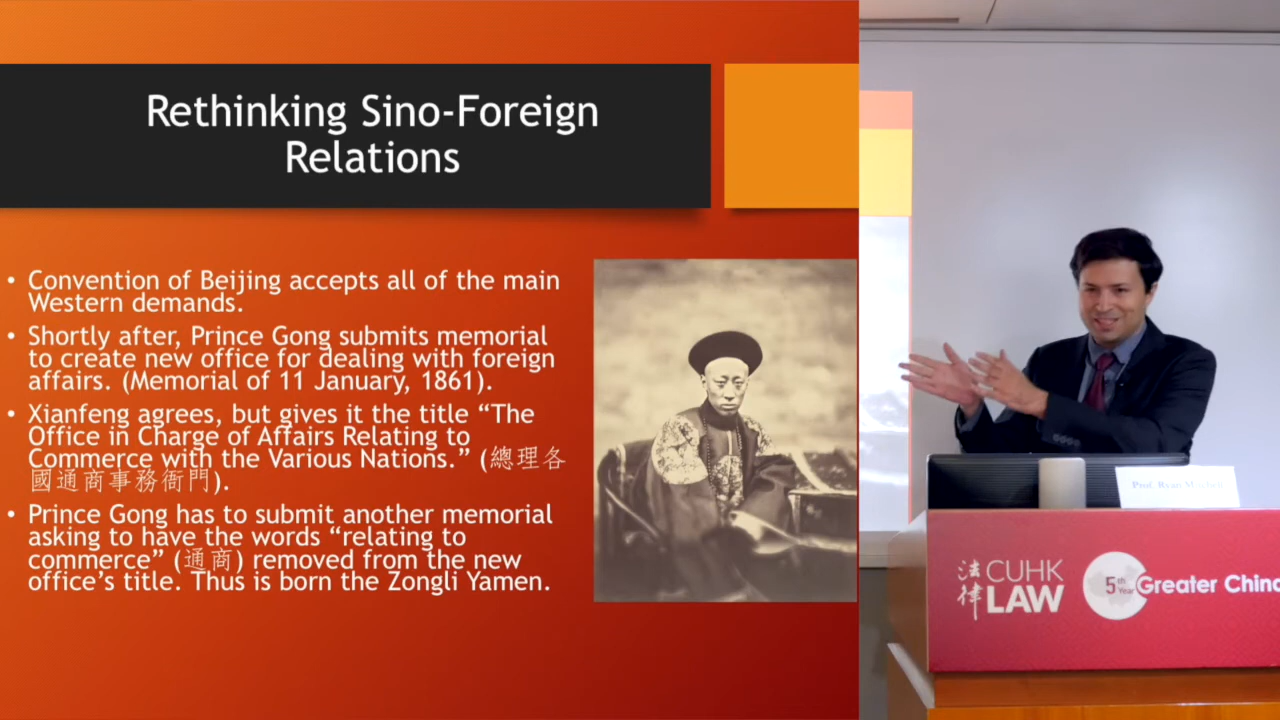 Rethinking Sino-Foreign
Relations
• Convention of Beijing accepts all of the main
Western demands.
• Shortly after, Prince Gong submits memorial
to create new office for dealing with foreign
affairs. (Memorial of 11 January, 1861).
• Xianfeng agrees, but gives it the title “The
Office in Charge of Affairs Relating to
Commerce with the Various Nations.” (總理各
國通商事務衙門).
• Prince Gong has to submit another memorial
asking to have the words “relating to
commerce” (通商) removed from the new
office’s title. Thus is born the Zongli Yamen.
Prof. Ryan Mitchell
法律
CUHK
LAW
5th
Year
Greater China